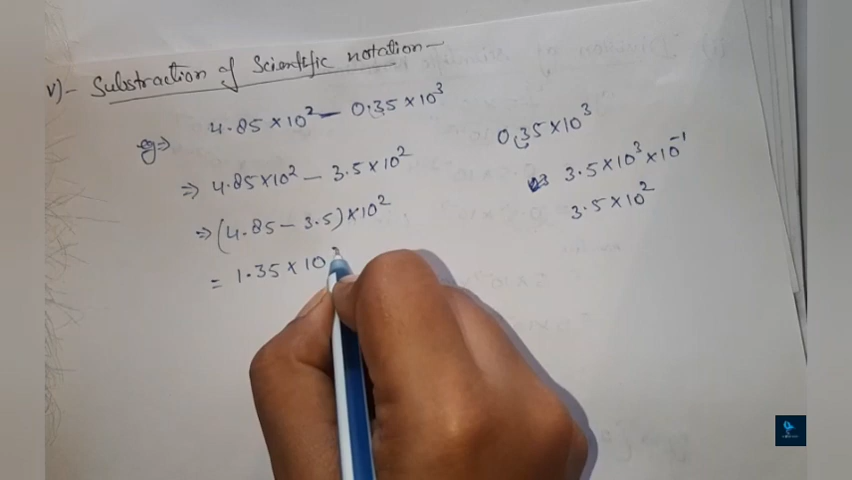 v)- Substraction of Scientific notation-
eg⇒ 4.85×10² - 0.35×10³
⇒ 4.85×10² - 3.5×10²
⇒ (4.85 - 3.5)×10²
= 1.35×10
0.35×10³
3.5×10³×10⁻¹
3.5×10²